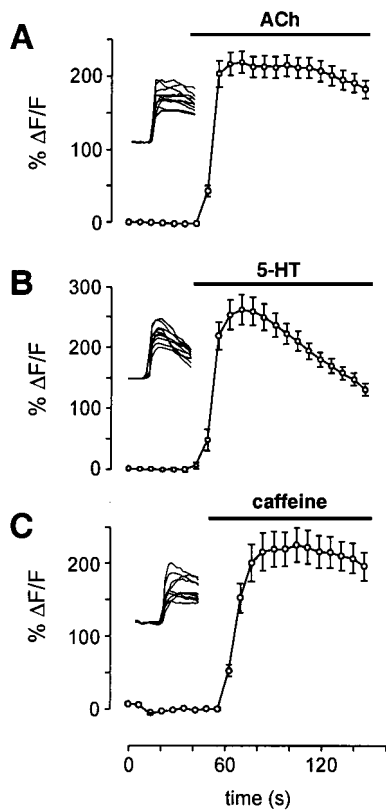 A
ACh
% ΔF/F
200
100
0
B
5-HT
% ΔF/F
300
200
100
0
C
caffeine
% ΔF/F
200
100
0
0 60 120
time (s)